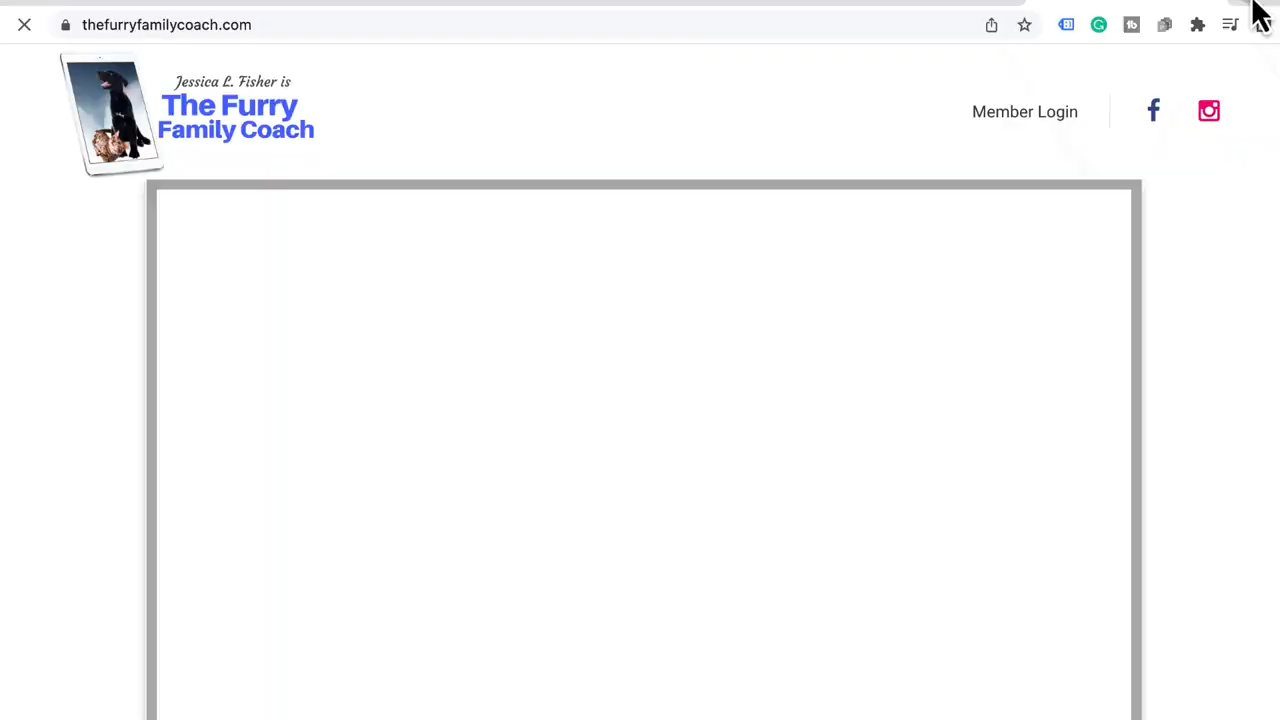 thefurryfamilycoach.com
Jessica L. Fisher is
The Furry
Family Coach
Member Login